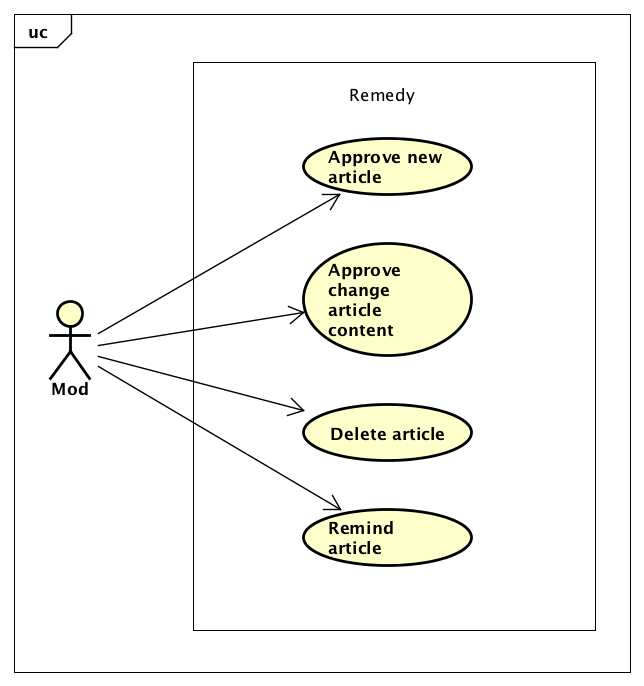 uc
Remedy
Approve new
article
Approve
change
article
content
Mod
Delete article
Remind
article